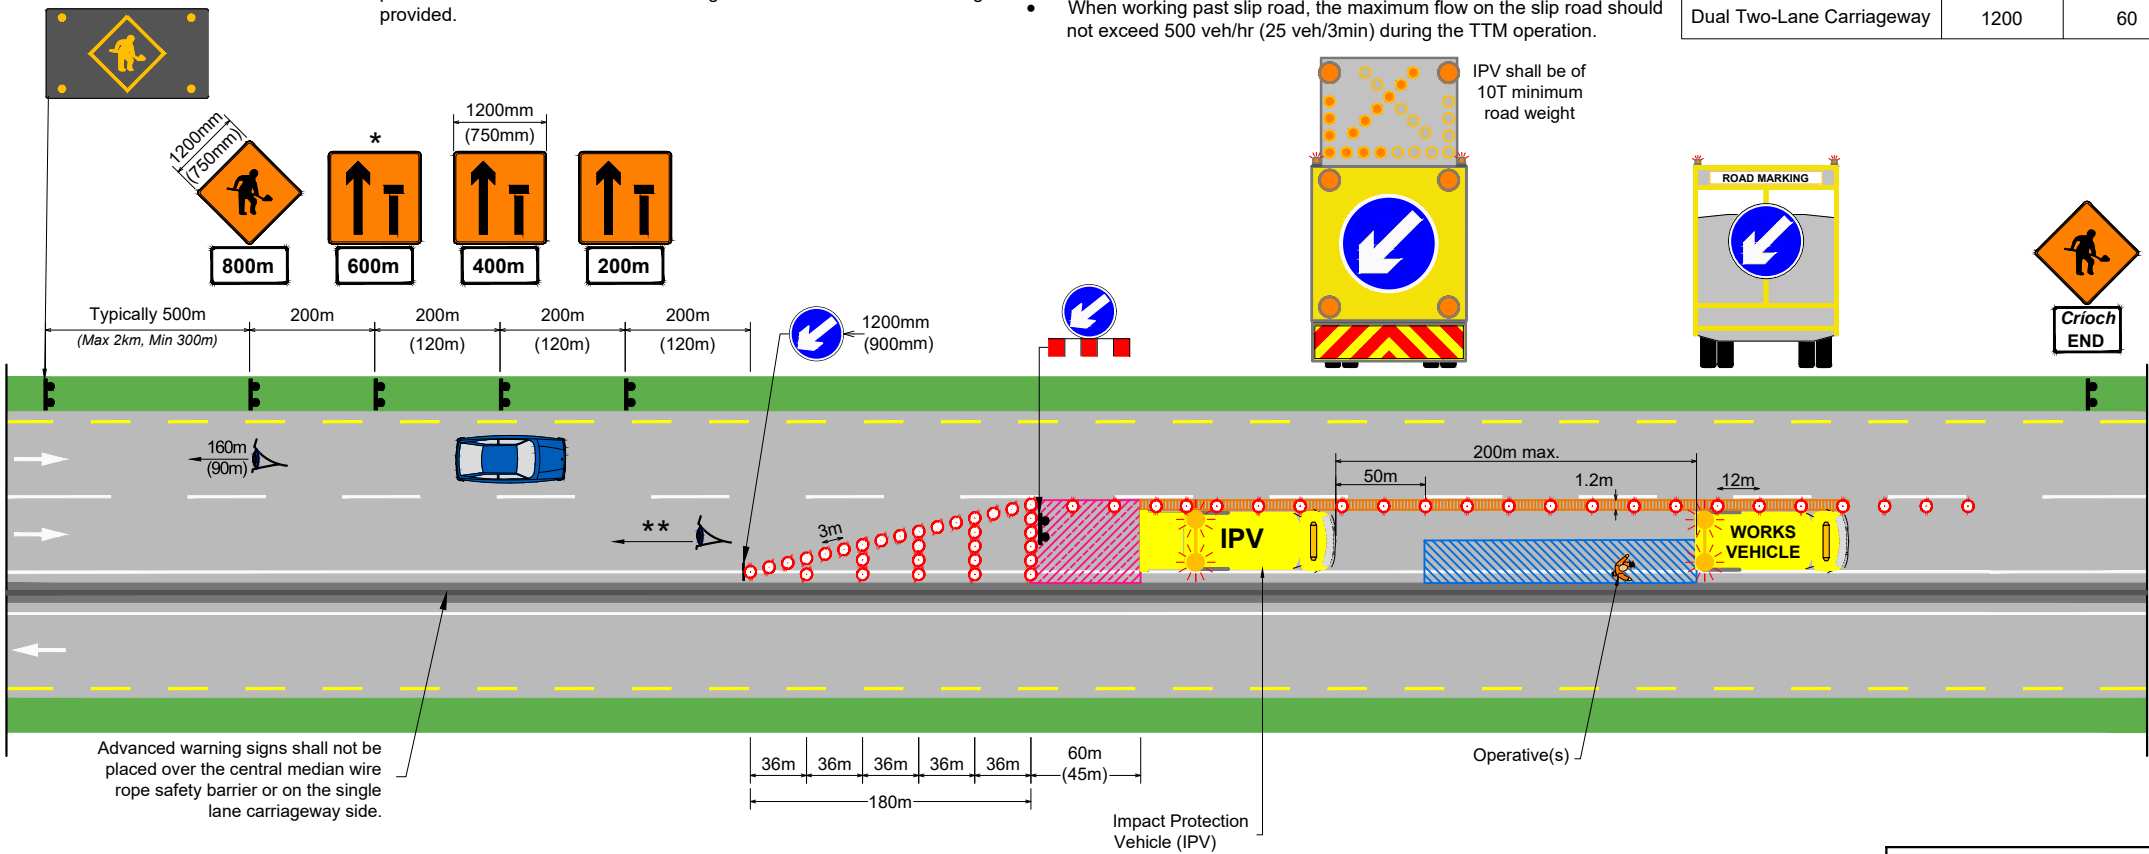 provided.
When working past slip road, the maximum flow on the slip road should
not exceed 500 veh/hr (25 veh/3min) during the TTM operation.
Dual Two-Lane Carriageway 1200 60
IPV shall be of
10T minimum
road weight
1200mm
(750mm)
*
1200mm
(750mm)
800m
600m
400m
200m
ROAD MARKING
Críoch
END
Typically 500m
(Max 2km, Min 300m)
200m
200m
(120m)
200m
(120m)
200m
(120m)
1200mm
(900mm)
160m
(90m)
**
3m
200m max.
50m
1.2m
12m
IPV
WORKS
VEHICLE
Advanced warning signs shall not be
placed over the central median wire
rope safety barrier or on the single
lane carriageway side.
36m
36m
36m
36m
36m
60m
(45m)
180m
Impact Protection
Vehicle (IPV)
Operative(s)